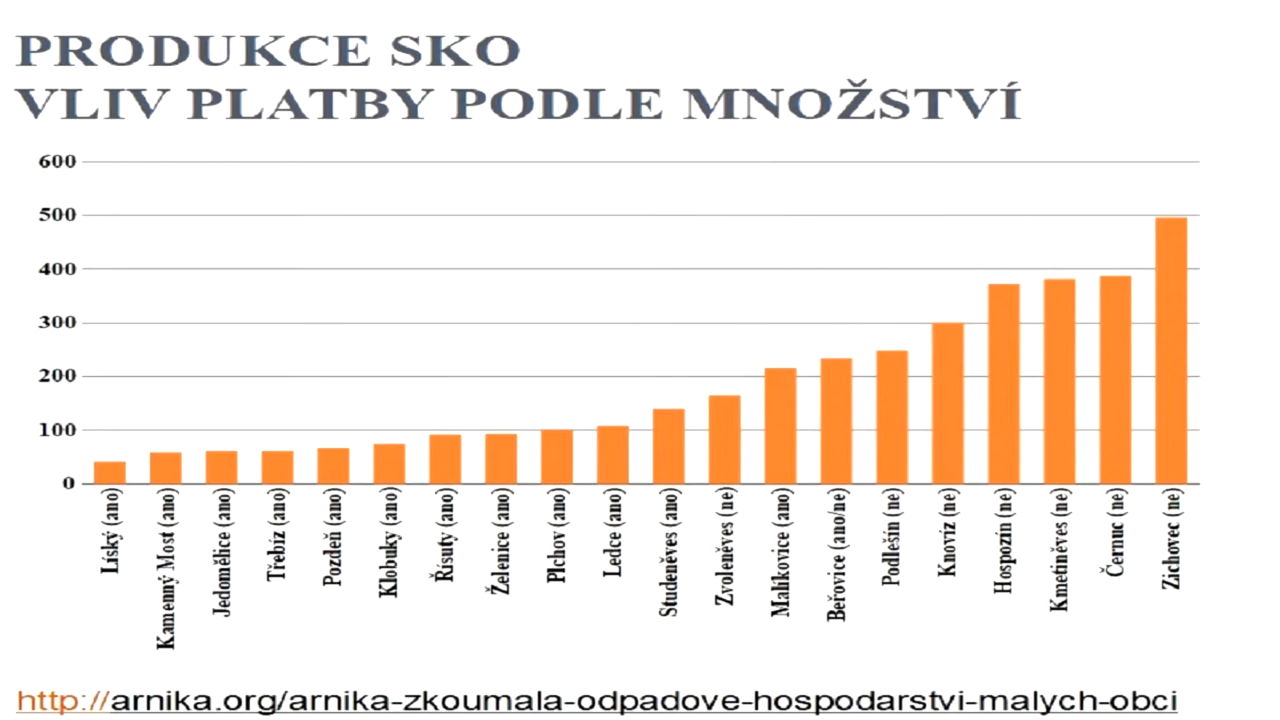 PRODUKCE SKO
VLIV PLATBY PODLE MNOŽSTVÍ
600
500
400
300
200
100
0
Líský (ano)
Kamenný Most (ano)
Jedomělice (ano)
Třebíz (ano)
Pozdeň (ano)
Klobuky (ano)
Řisuty (ano)
Želenice (ano)
Plchov (ano)
Ledce (ano)
Studeněves (ano)
Zvoleněves (ne)
Malíkovice (ano)
Beřovice (ano/ne)
Podlešín (ne)
Knovíz (ne)
Hospozín (ne)
Kmetiněves (ne)
Černuc (ne)
Zichovec (ne)
http://arnika.org/arnika-zkoumala-odpadove-hospodarstvi-malych-obci